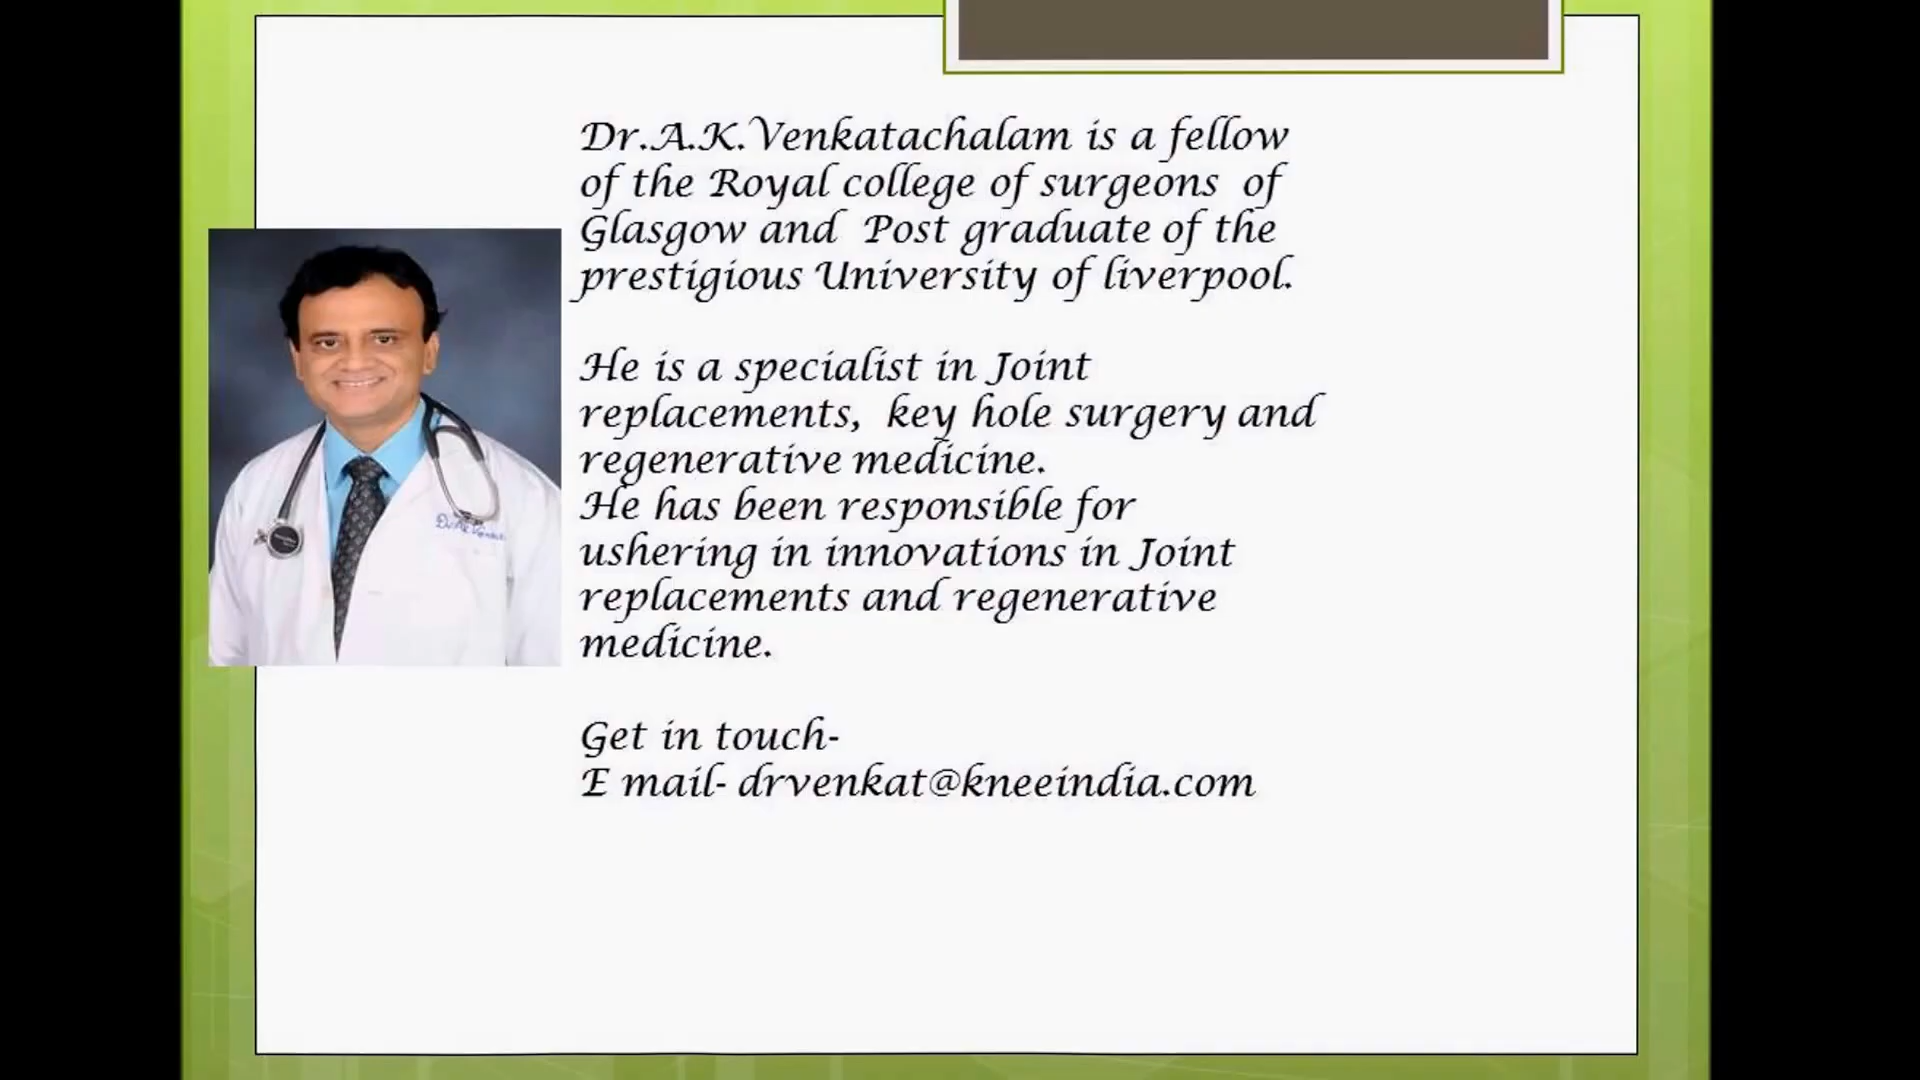 Dr.A.K.Venkatachalam is a fellow
of the Royal college of surgeons of
Glasgow and Post graduate of the
prestigious University of liverpool.
He is a specialist in Joint
replacements, key hole surgery and
regenerative medicine.
He has been responsible for
ushering in innovations in Joint
replacements and regenerative
medicine.
Get in touch-
E mail- drvenkat@kneeindia.com